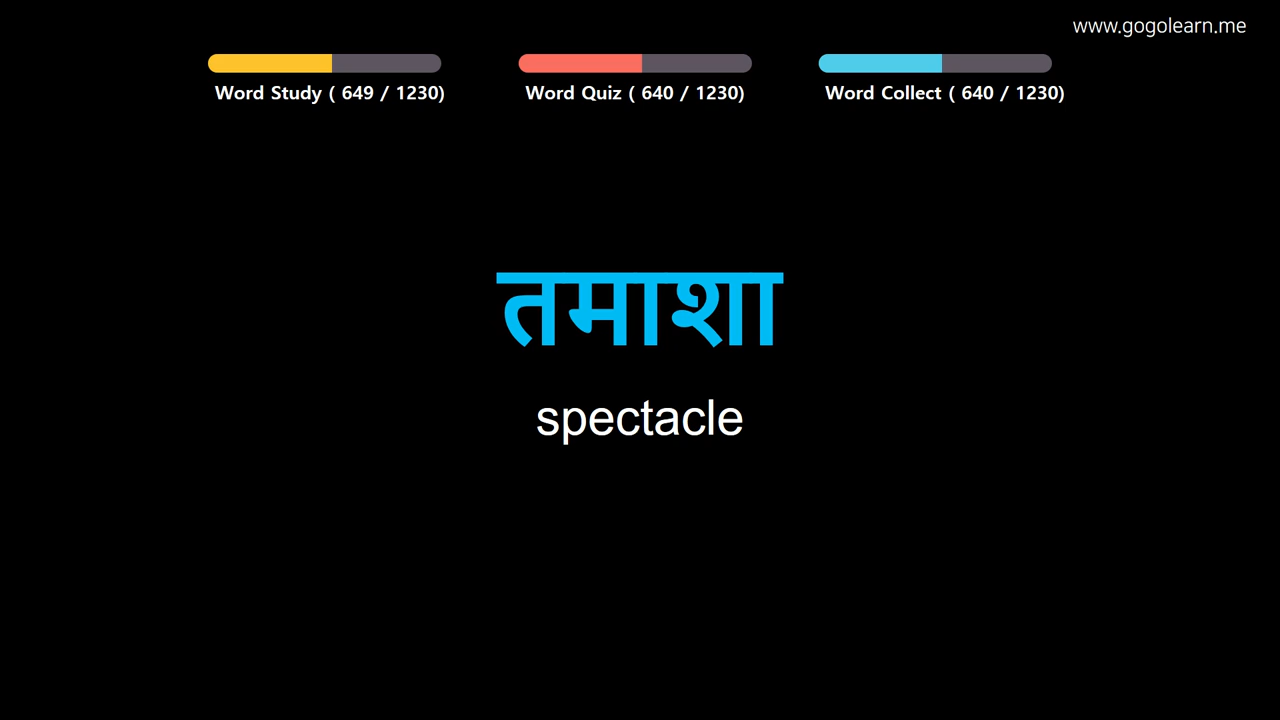 www.gogolearn.me
Word Study ( 649 / 1230)
Word Quiz ( 640 / 1230)
Word Collect ( 640 / 1230)
तमाशा
spectacle